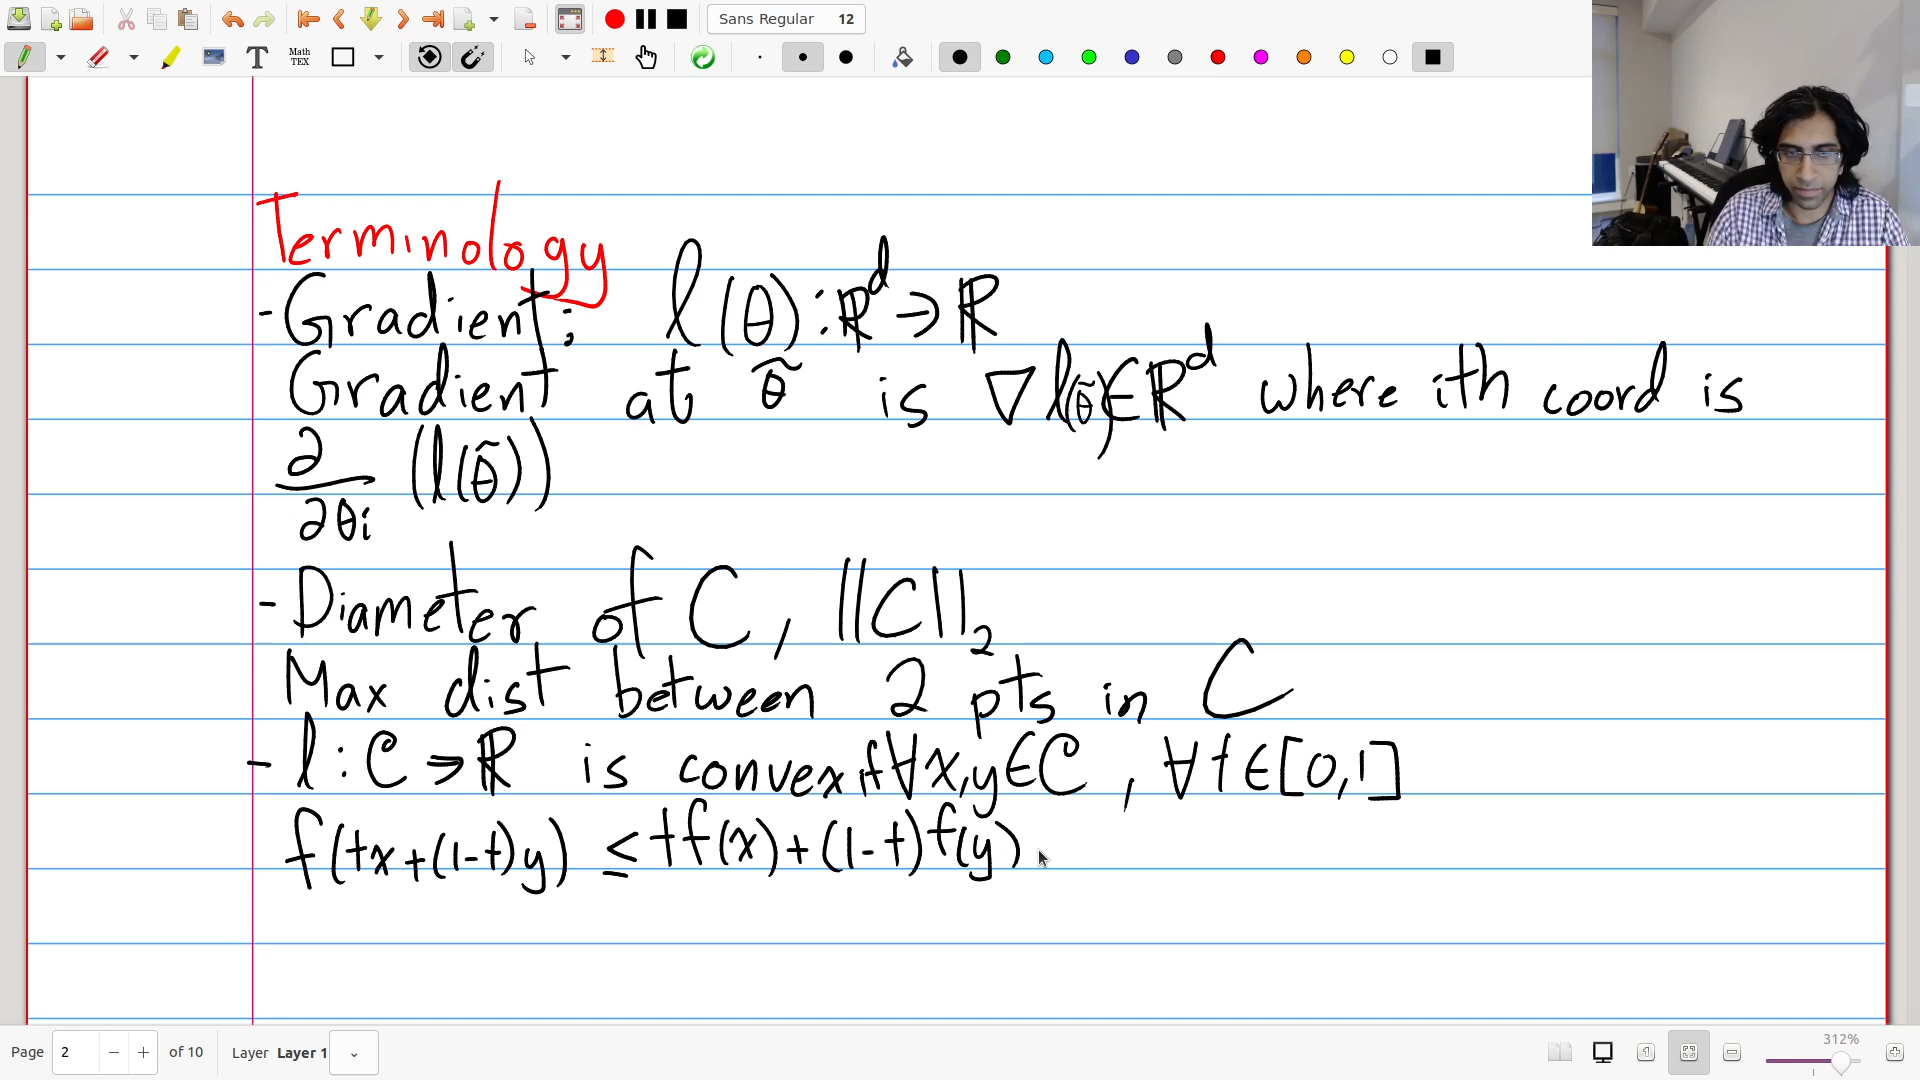 Sans Regular 12
Math
TEX
Terminology
- Gradient: l(θ): ℝ^d → ℝ
Gradient at θ̃ is ∇l(θ̃) ∈ ℝ^d where ith coord is
∂/∂θi (l(θ̃))
- Diameter of C, ||C||₂
Max dist between 2 pts in C
- l: C → ℝ is convex if ∀x,y ∈ C, ∀t ∈ [0,1]
f(tx+(1-t)y) ≤ tf(x)+(1-t)f(y)
Page 2 of 10 Layer Layer 1 312%